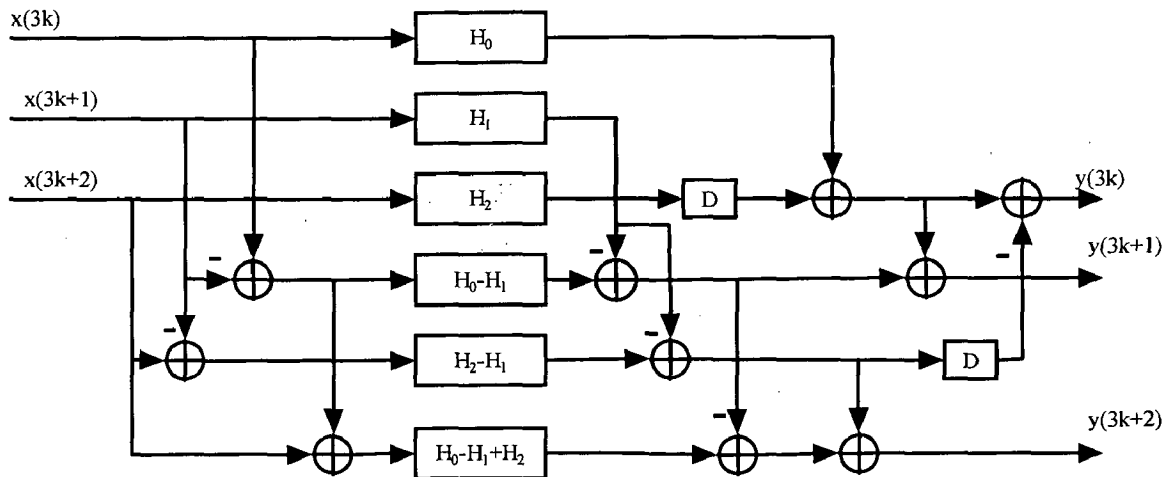 x(3k)
H₀
x(3k+1)
H₁
x(3k+2)
H₂
D
y(3k)
y(3k+1)
H₀-H₁
H₂-H₁
D
H₀-H₁+H₂
y(3k+2)